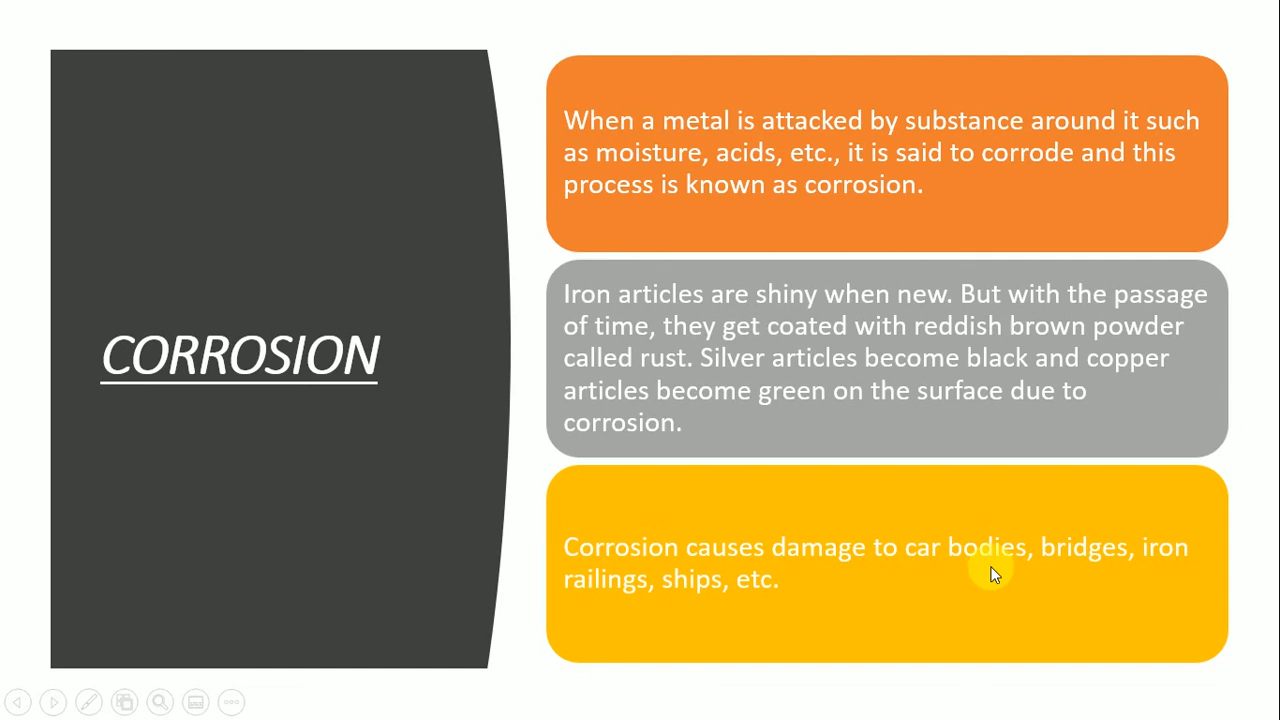 CORROSION
When a metal is attacked by substance around it such
as moisture, acids, etc., it is said to corrode and this
process is known as corrosion.
Iron articles are shiny when new. But with the passage
of time, they get coated with reddish brown powder
called rust. Silver articles become black and copper
articles become green on the surface due to
corrosion.
Corrosion causes damage to car bodies, bridges, iron
railings, ships, etc.